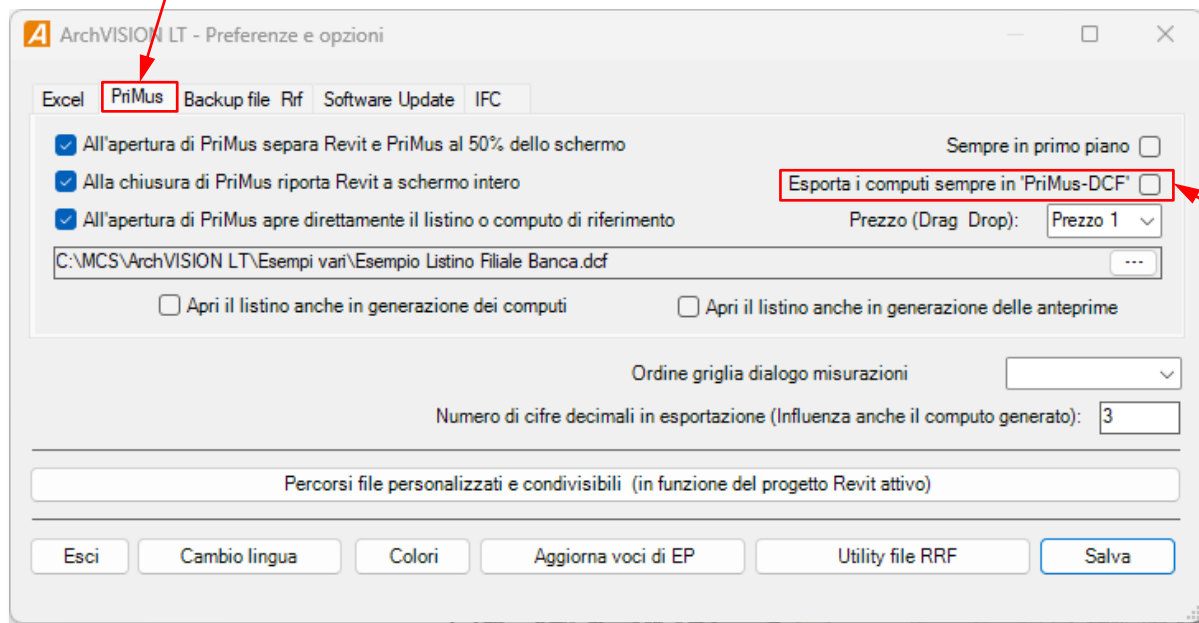 ArchVISION LT - Preferenze e opzioni
Excel PriMus Backup file Rrf Software Update IFC
All'apertura di PriMus separa Revit e PriMus al 50% dello schermo Sempre in primo piano
Alla chiusura di PriMus riporta Revit a schermo intero Esporta i computi sempre in "PriMus-DCF"
All'apertura di PriMus apre direttamente il listino o computo di riferimento Prezzo (Drag Drop): Prezzo 1
C:\MCS\ArchVISION LT\Esempi vari\Esempio Listino Filiale Banca.dcf ...
Apri il listino anche in generazione dei computi Apri il listino anche in generazione delle anteprime
Ordine griglia dialogo misurazioni
Numero di cifre decimali in esportazione (Influenza anche il computo generato): 3
Percorsi file personalizzati e condivisibili (in funzione del progetto Revit attivo)
Esci Cambio lingua Colori Aggiorna voci di EP Utility file RRF Salva